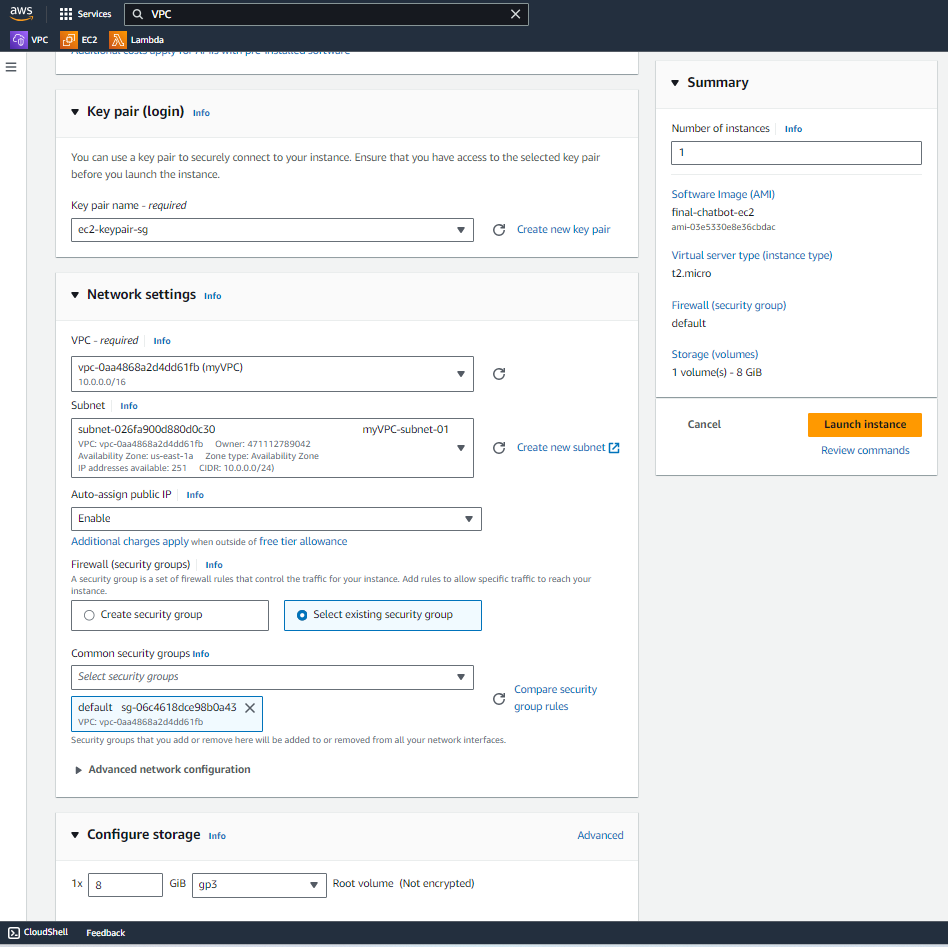 aws
Services
VPC
VPC
EC2
Lambda
Additional costs apply for AMIs with pre-installed software
Key pair (login) Info
You can use a key pair to securely connect to your instance. Ensure that you have access to the selected key pair
before you launch the instance.
Key pair name - required
ec2-keypair-sg
Create new key pair
Network settings Info
VPC - required Info
vpc-0aa4868a2d4dd61fb (myVPC)
10.0.0.0/16
Subnet Info
subnet-026fa900d880d0c30 myVPC-subnet-01
VPC: vpc-0aa4868a2d4dd61fb Owner: 471112789042
Availability Zone: us-east-1a Zone type: Availability Zone
IP addresses available: 251 CIDR: 10.0.0.0/24)
Create new subnet
Auto-assign public IP Info
Enable
Additional charges apply when outside of free tier allowance
Firewall (security groups) Info
A security group is a set of firewall rules that control the traffic for your instance. Add rules to allow specific traffic to reach your
instance.
Create security group
Select existing security group
Common security groups Info
Select security groups
default sg-06c4618dce98b0a43
VPC: vpc-0aa4868a2d4dd61fb
Compare security
group rules
Security groups that you add or remove here will be added to or removed from all your network interfaces.
Advanced network configuration
Configure storage Info
Advanced
1x 8 GiB gp3 Root volume (Not encrypted)
Summary
Number of instances Info
1
Software Image (AMI)
final-chatbot-ec2
ami-03e5330e8e36cbdac
Virtual server type (instance type)
t2.micro
Firewall (security group)
default
Storage (volumes)
1 volume(s) - 8 GiB
Cancel
Launch instance
Review commands
CloudShell
Feedback